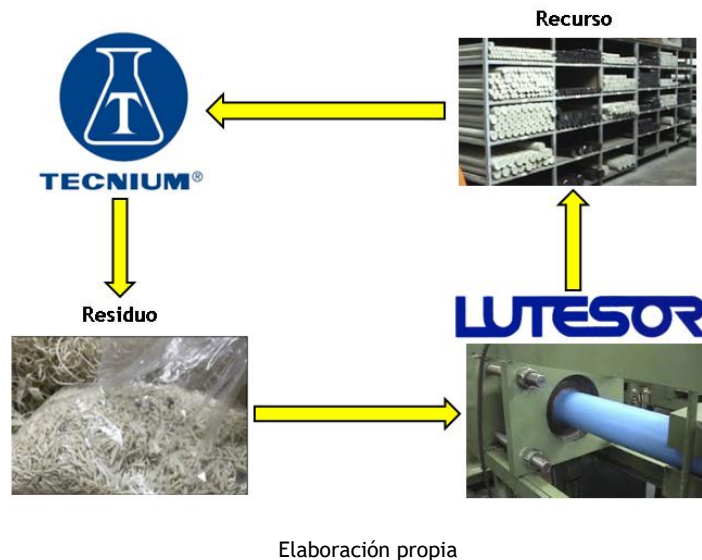 Recurso
T
TECNIUM®
Residuo
LUTESOR
Elaboración propia